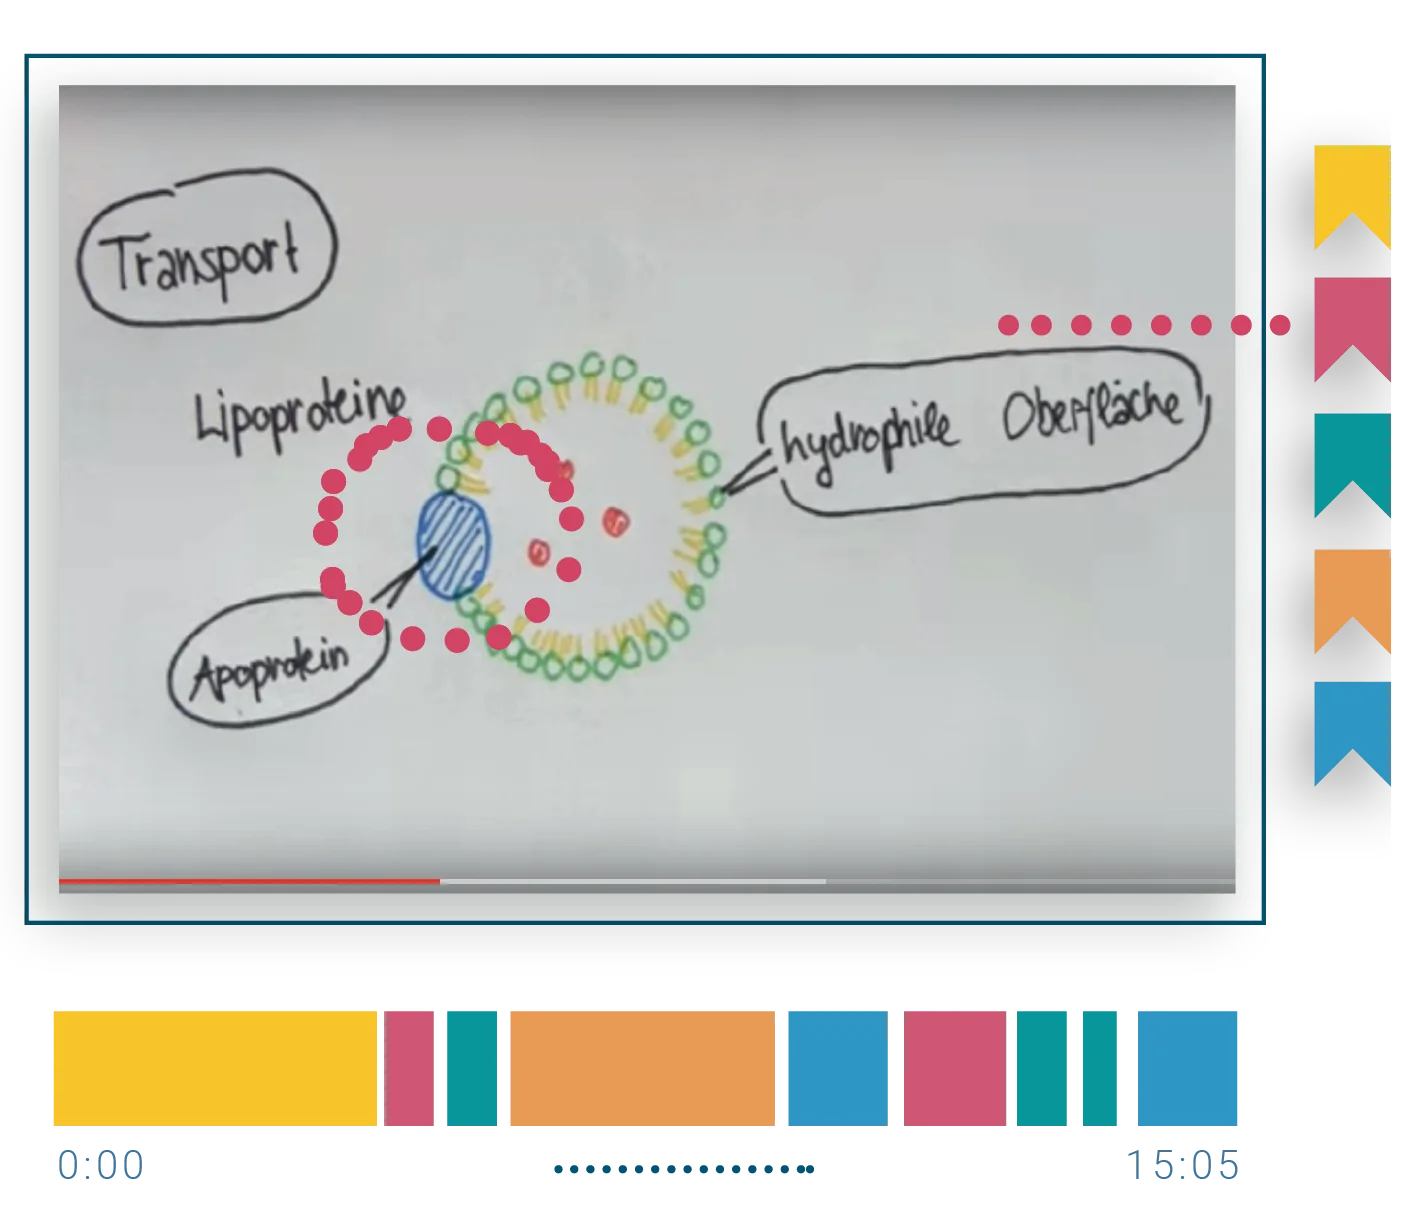 Transport
Lipoproteine
hydrophile Oberfläche
Apoprotein
0:00
15:05